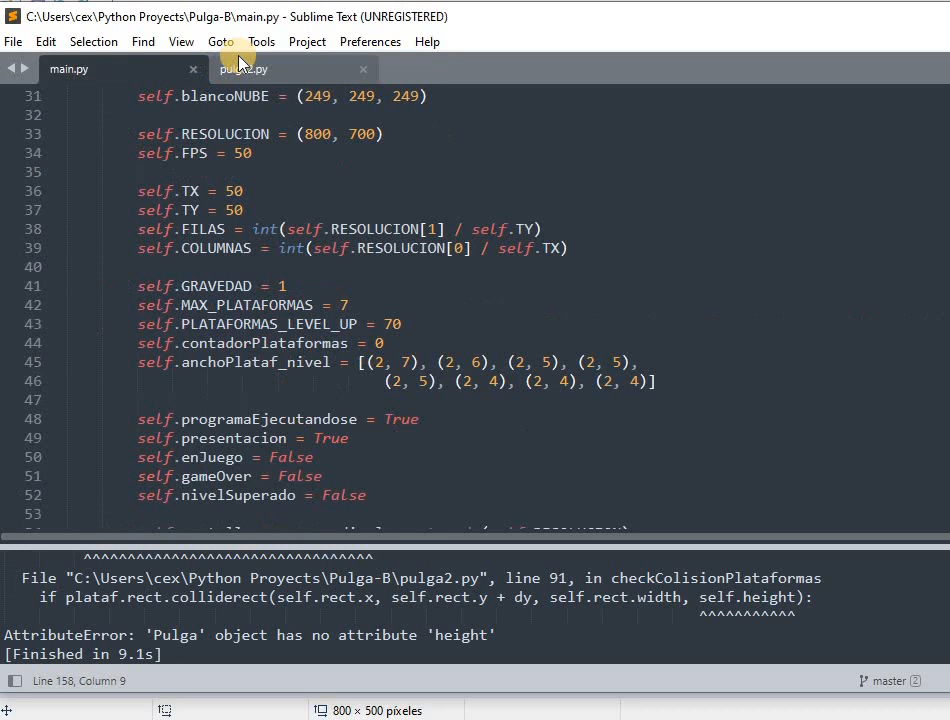 C:\Users\cex\Python Proyects\Pulga-B\main.py - Sublime Text (UNREGISTERED)
File Edit Selection Find View Goto Tools Project Preferences Help
main.py × pulga2.py ×
31 self.blancoNUBE = (249, 249, 249)
32
33 self.RESOLUCION = (800, 700)
34 self.FPS = 50
35
36 self.TX = 50
37 self.TY = 50
38 self.FILAS = int(self.RESOLUCION[1] / self.TY)
39 self.COLUMNAS = int(self.RESOLUCION[0] / self.TX)
40
41 self.GRAVEDAD = 1
42 self.MAX_PLATAFORMAS = 7
43 self.PLATAFORMAS_LEVEL_UP = 70
44 self.contadorPlataformas = 0
45 self.anchoPlataf_nivel = [(2, 7), (2, 6), (2, 5), (2, 5),
46 (2, 5), (2, 4), (2, 4), (2, 4)]
47
48 self.programaEjecutandose = True
49 self.presentacion = True
50 self.enJuego = False
51 self.gameOver = False
52 self.nivelSuperado = False
53
^^^^^^^^^^^^^^^^^^^^^^^^^^^^^^^^^
File "C:\Users\cex\Python Proyects\Pulga-B\pulga2.py", line 91, in checkColisionPlataformas
if plataf.rect.colliderect(self.rect.x, self.rect.y + dy, self.rect.width, self.height):
^^^^^^^^^^^
AttributeError: 'Pulga' object has no attribute 'height'
[Finished in 9.1s]
Line 158, Column 9 master 2
800 × 500 píxeles